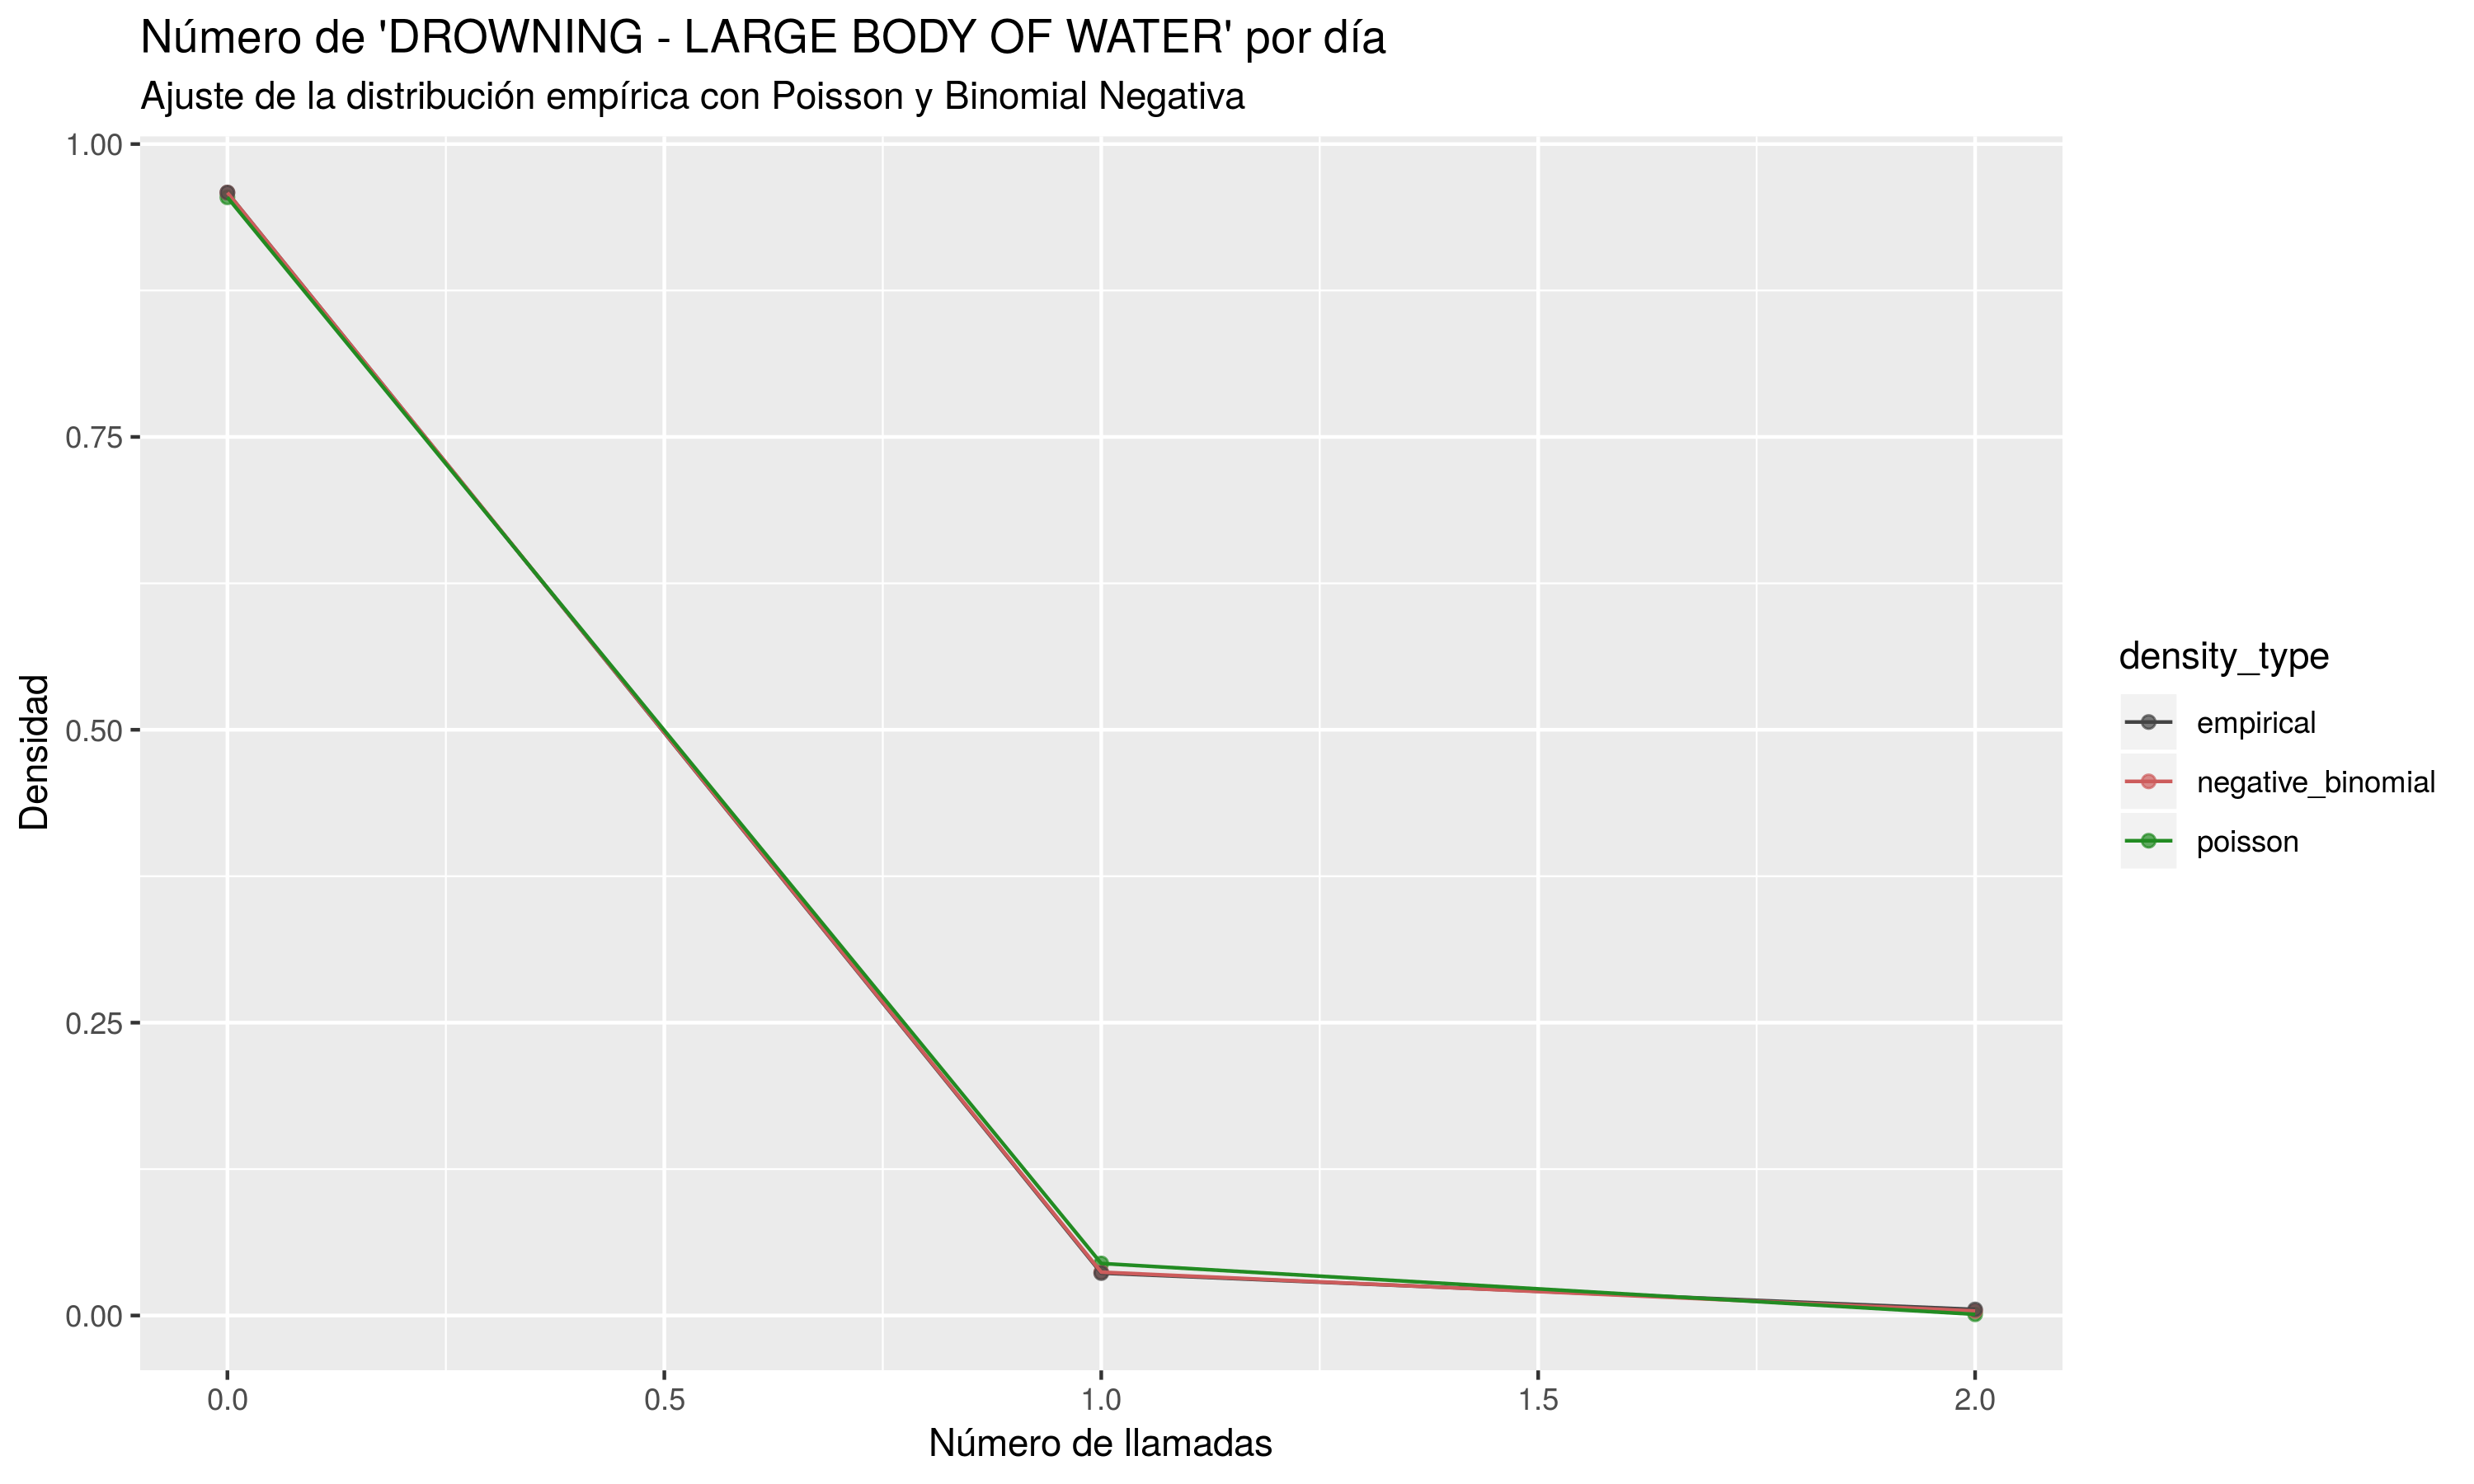 Número de 'DROWNING - LARGE BODY OF WATER' por día
Ajuste de la distribución empírica con Poisson y Binomial Negativa
1.00
0.75
0.50
0.25
0.00
Densidad
0.0
0.5
1.0
1.5
2.0
Número de llamadas
density_type
empirical
negative_binomial
poisson